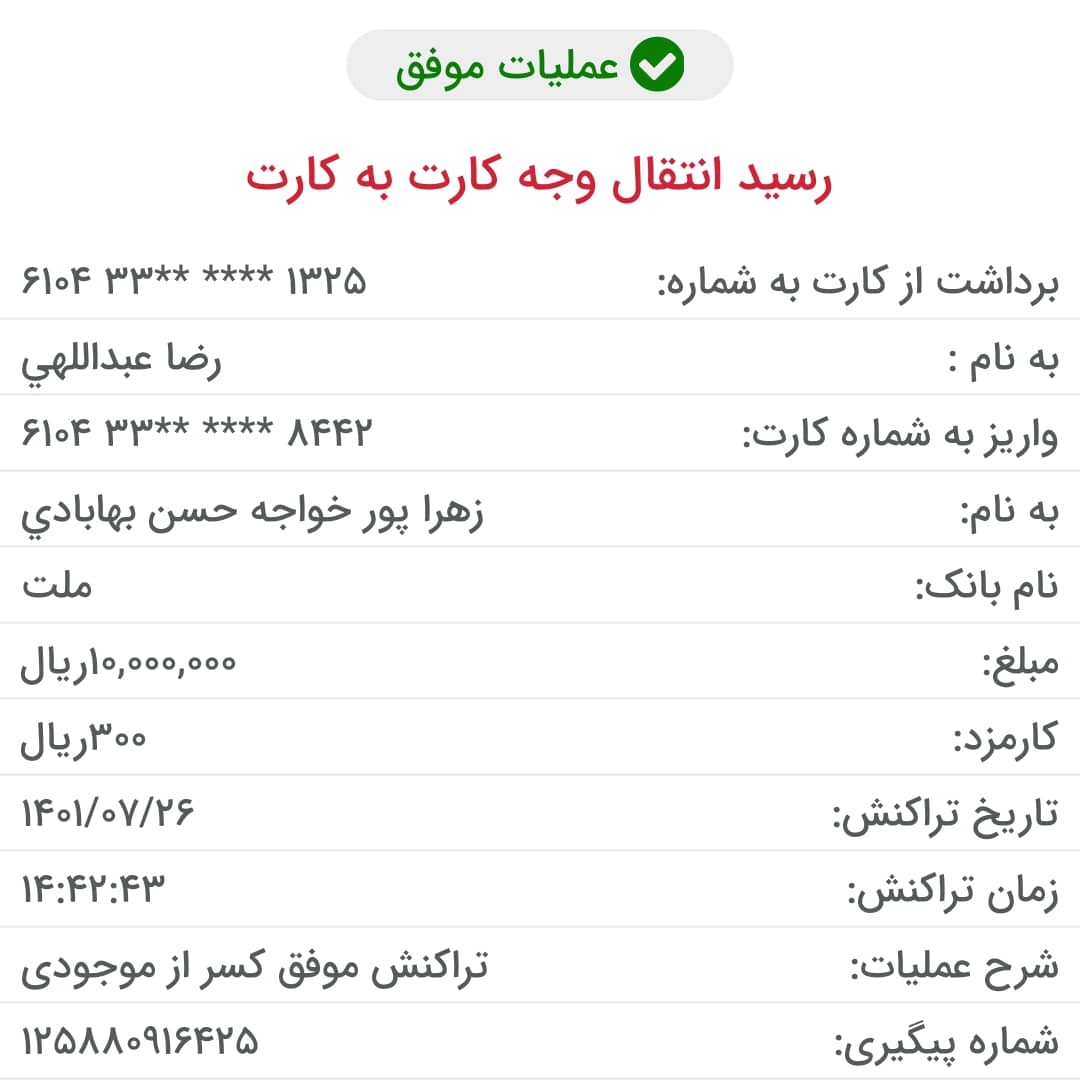 عملیات موفق
رسید انتقال وجه کارت به کارت
برداشت از کارت به شماره: ۶۱۰۴ ۳۳** **** ۱۳۲۵
به نام : رضا عبداللهي
واریز به شماره کارت: ۶۱۰۴ ۳۳** **** ۸۴۴۲
به نام: زهرا پور خواجه حسن بهابادي
نام بانک: ملت
مبلغ: ۱۰,۰۰۰,۰۰۰ریال
کارمزد: ۳۰۰ریال
تاریخ تراکنش: ۱۴۰۱/۰۷/۲۶
زمان تراکنش: ۱۴:۴۲:۴۳
شرح عملیات: تراکنش موفق کسر از موجودی
شماره پیگیری: ۱۲۵۸۸۰۹۱۶۴۲۵